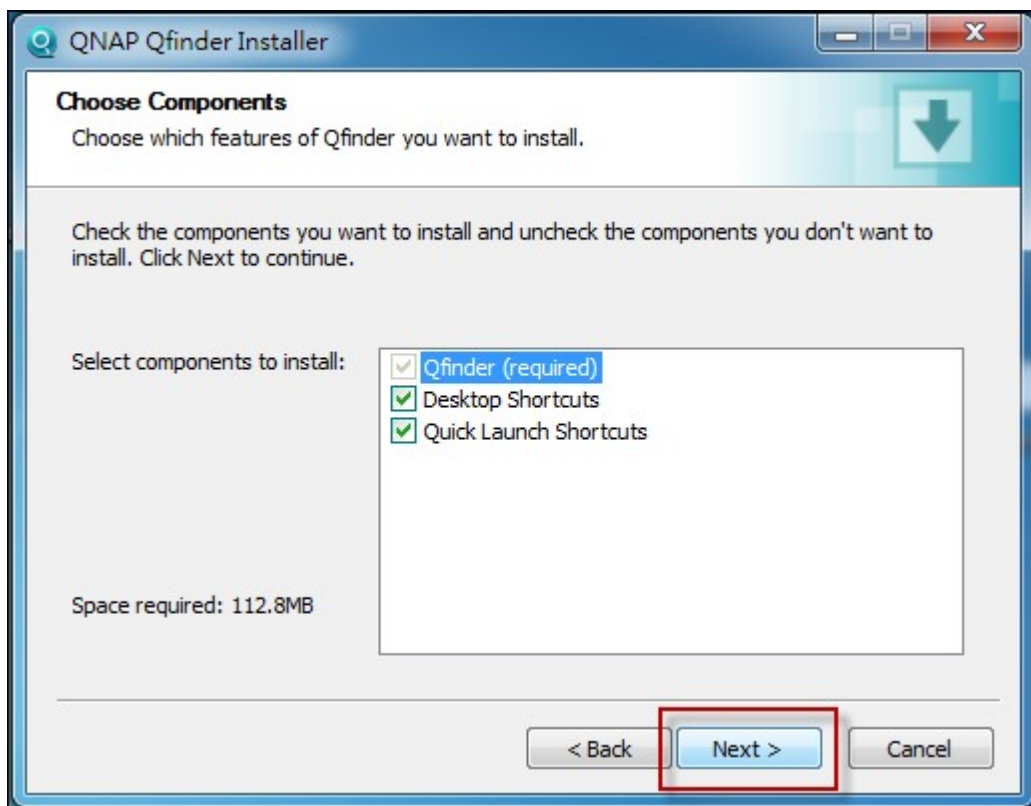 QNAP Qfinder Installer
Choose Components
Choose which features of Qfinder you want to install.
Check the components you want to install and uncheck the components you don't want to
install. Click Next to continue.
Select components to install:
Qfinder (required)
Desktop Shortcuts
Quick Launch Shortcuts
Space required: 112.8MB
< Back
Next >
Cancel